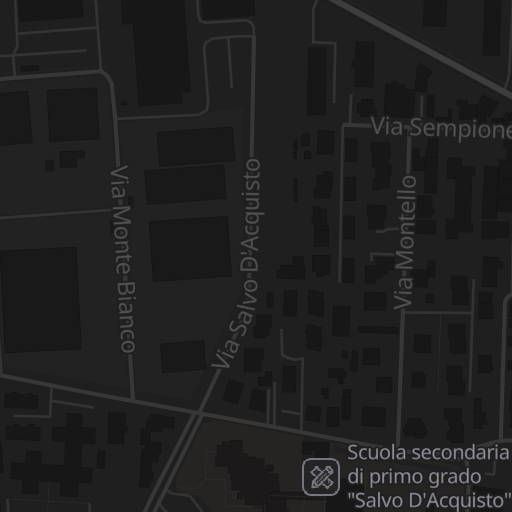 Via Sempione
Via Monte Bianco
Via Salvo D'Acquisto
Via Montello
Scuola secondaria
di primo grado
"Salvo D'Acquisto"